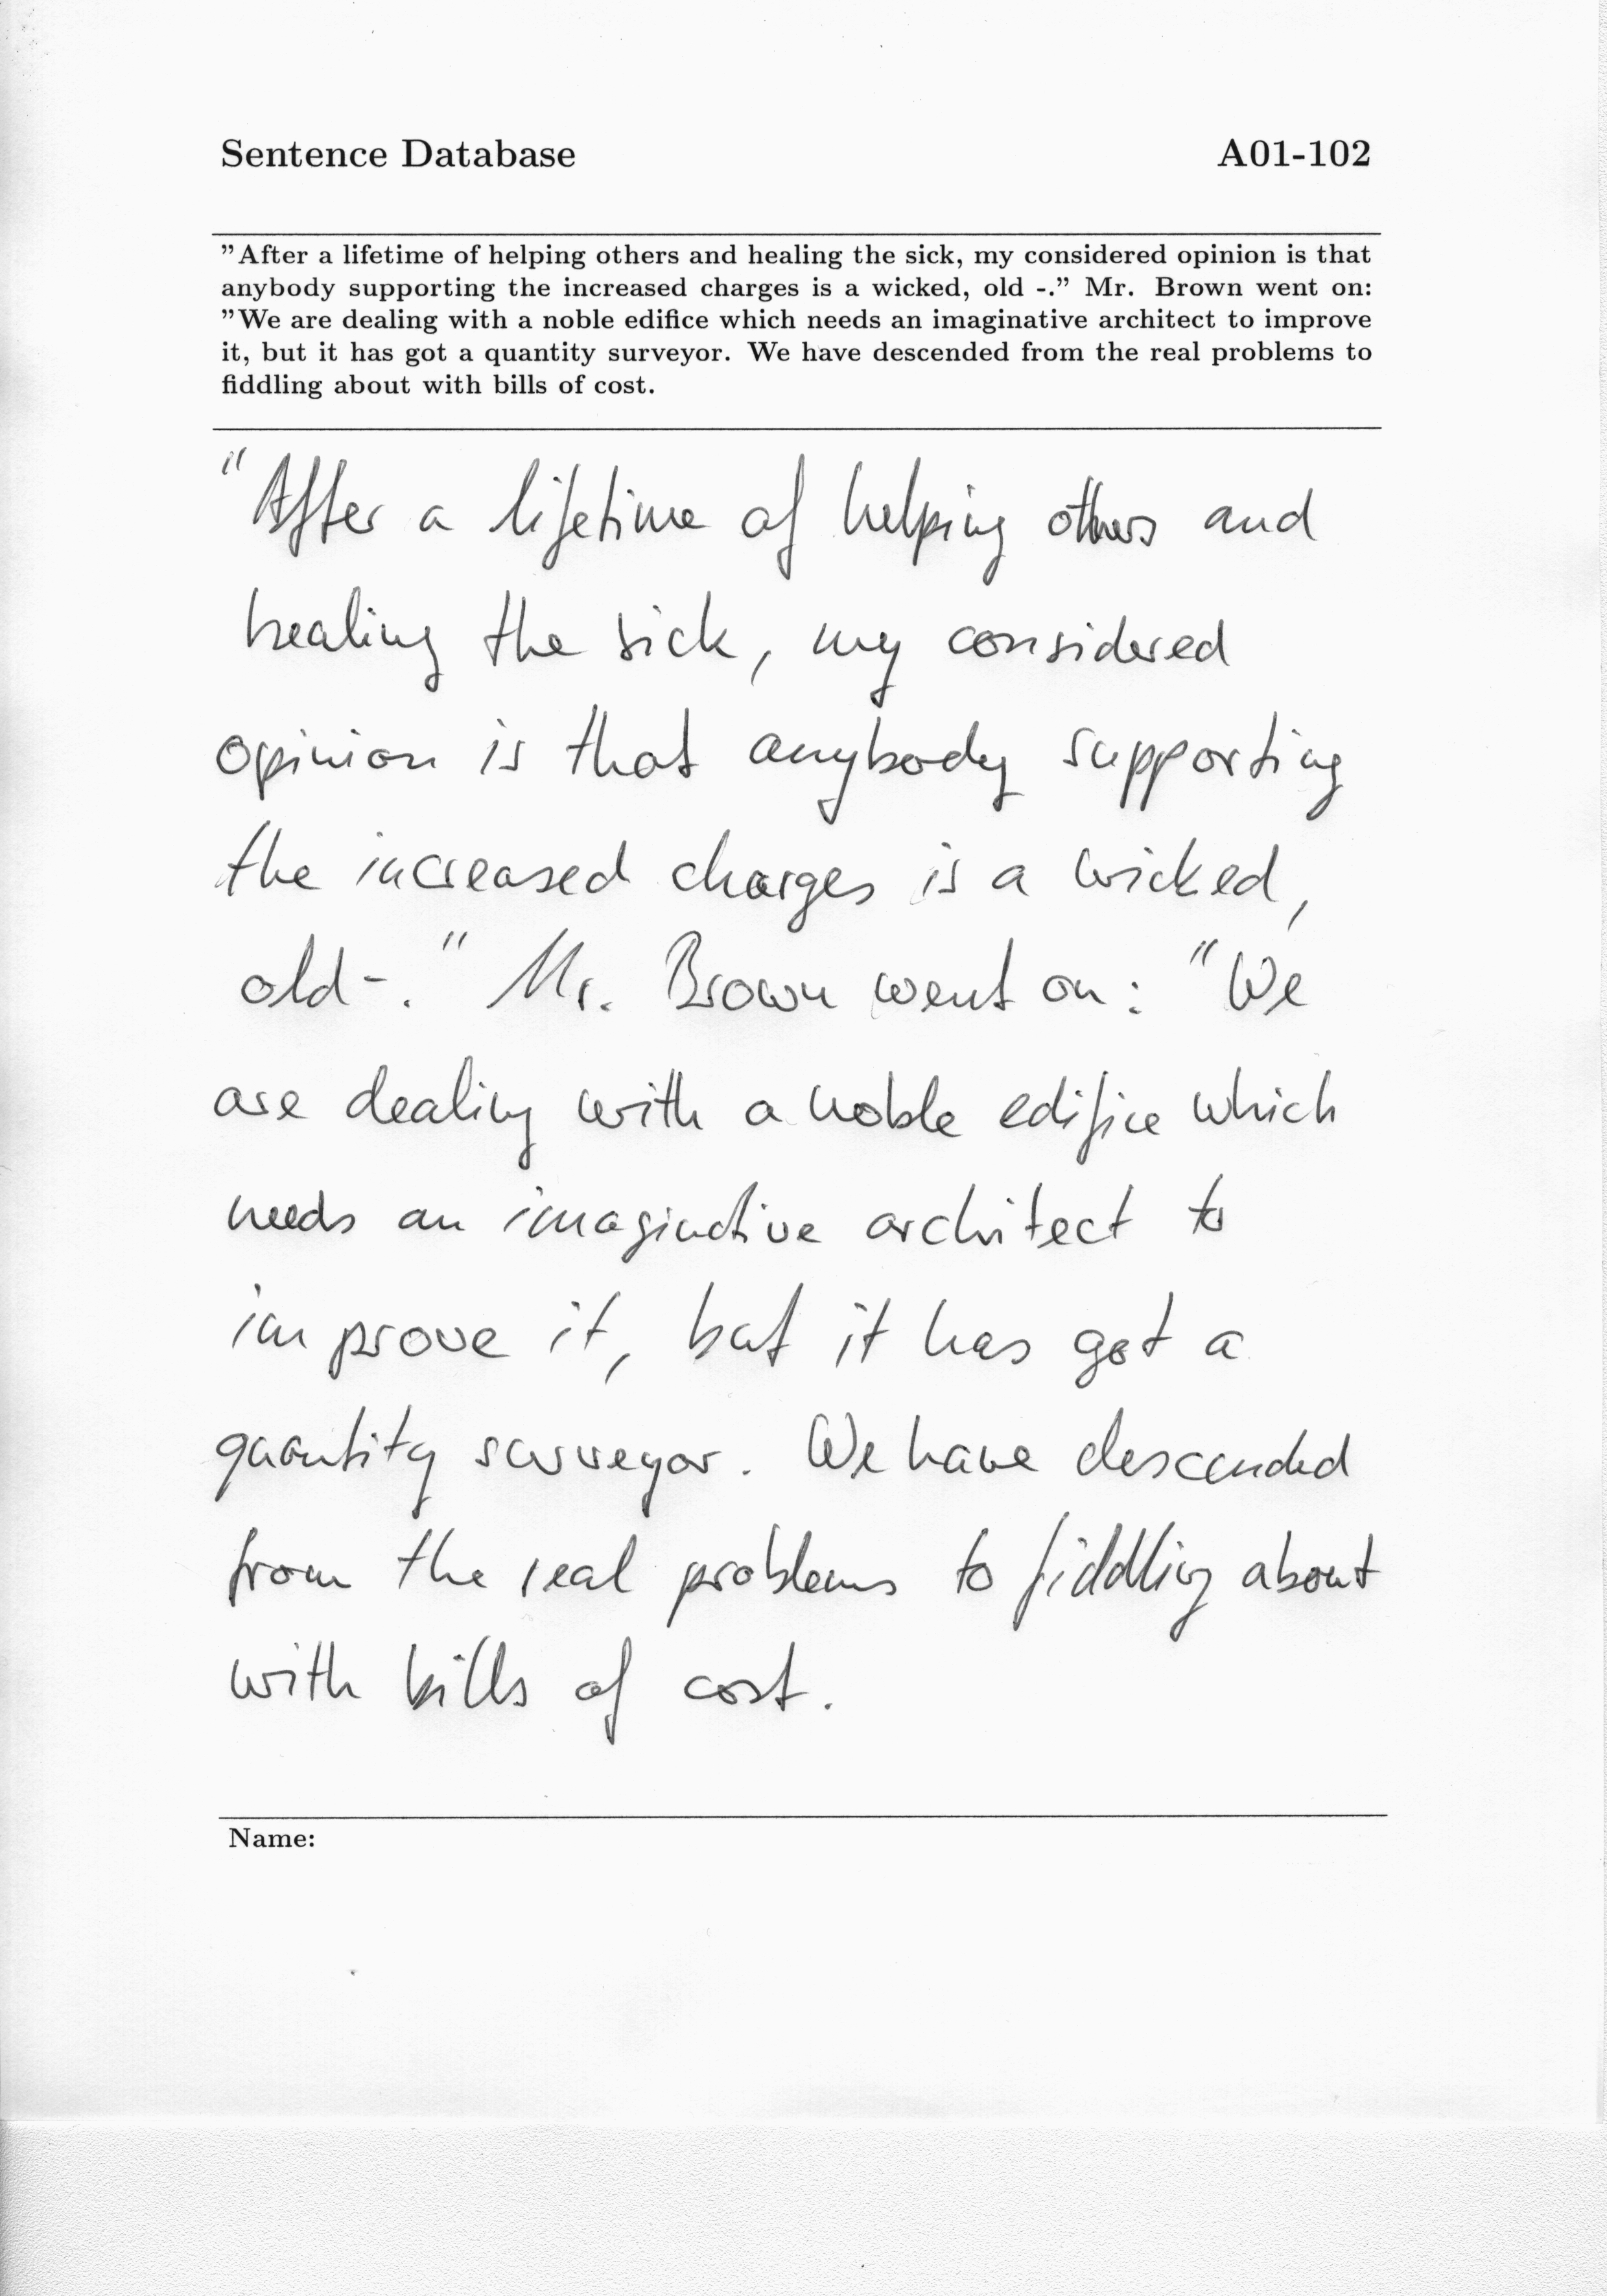 Sentence Database A01-102
"After a lifetime of helping others and healing the sick, my considered opinion is that
anybody supporting the increased charges is a wicked, old -." Mr. Brown went on:
"We are dealing with a noble edifice which needs an imaginative architect to improve
it, but it has got a quantity surveyor. We have descended from the real problems to
fiddling about with bills of cost.
"After a lifetime of helping others and
healing the sick, my considered
opinion is that anybody supporting
the increased charges is a wicked,
old-." Mr. Brown went on: "We
are dealing with a noble edifice which
needs an imaginative architect to
improve it, but it has got a
quantity surveyor. We have descended
from the real problems to fiddling about
with bills of cost.
Name: